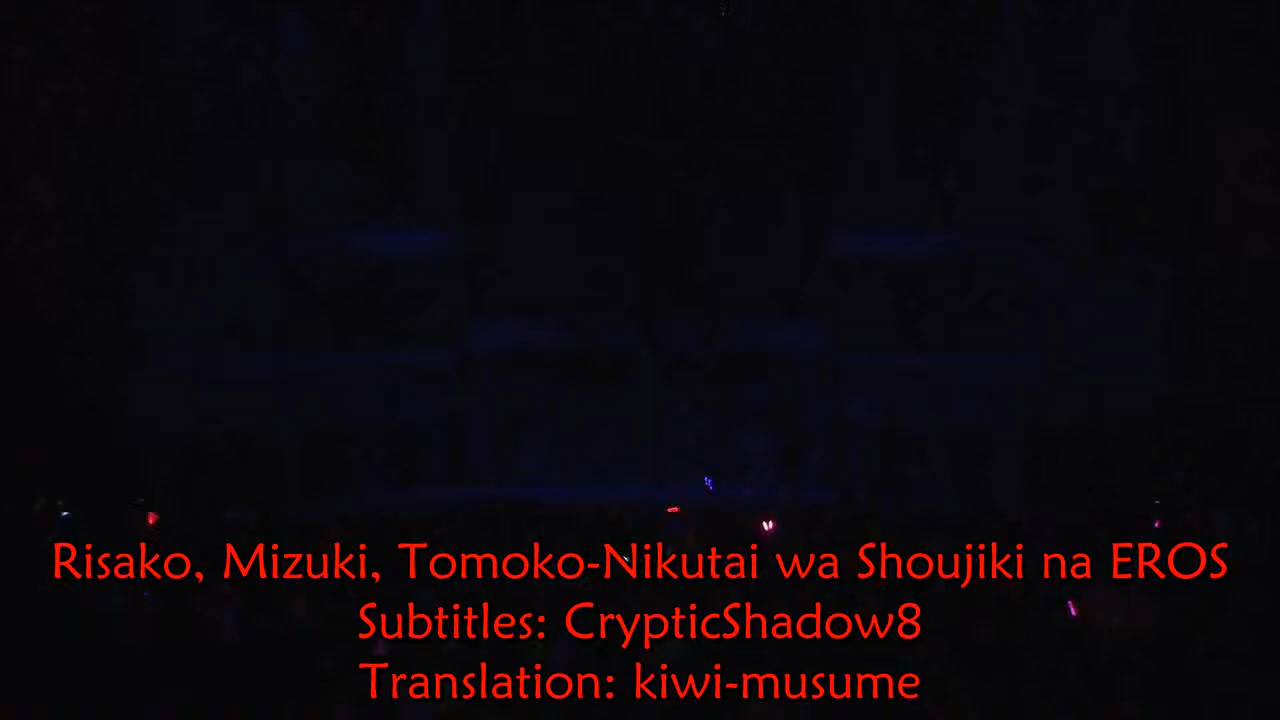 Risako, Mizuki, Tomoko-Nikutai wa Shoujiki na EROS
Subtitles: CrypticShadow8
Translation: kiwi-musume